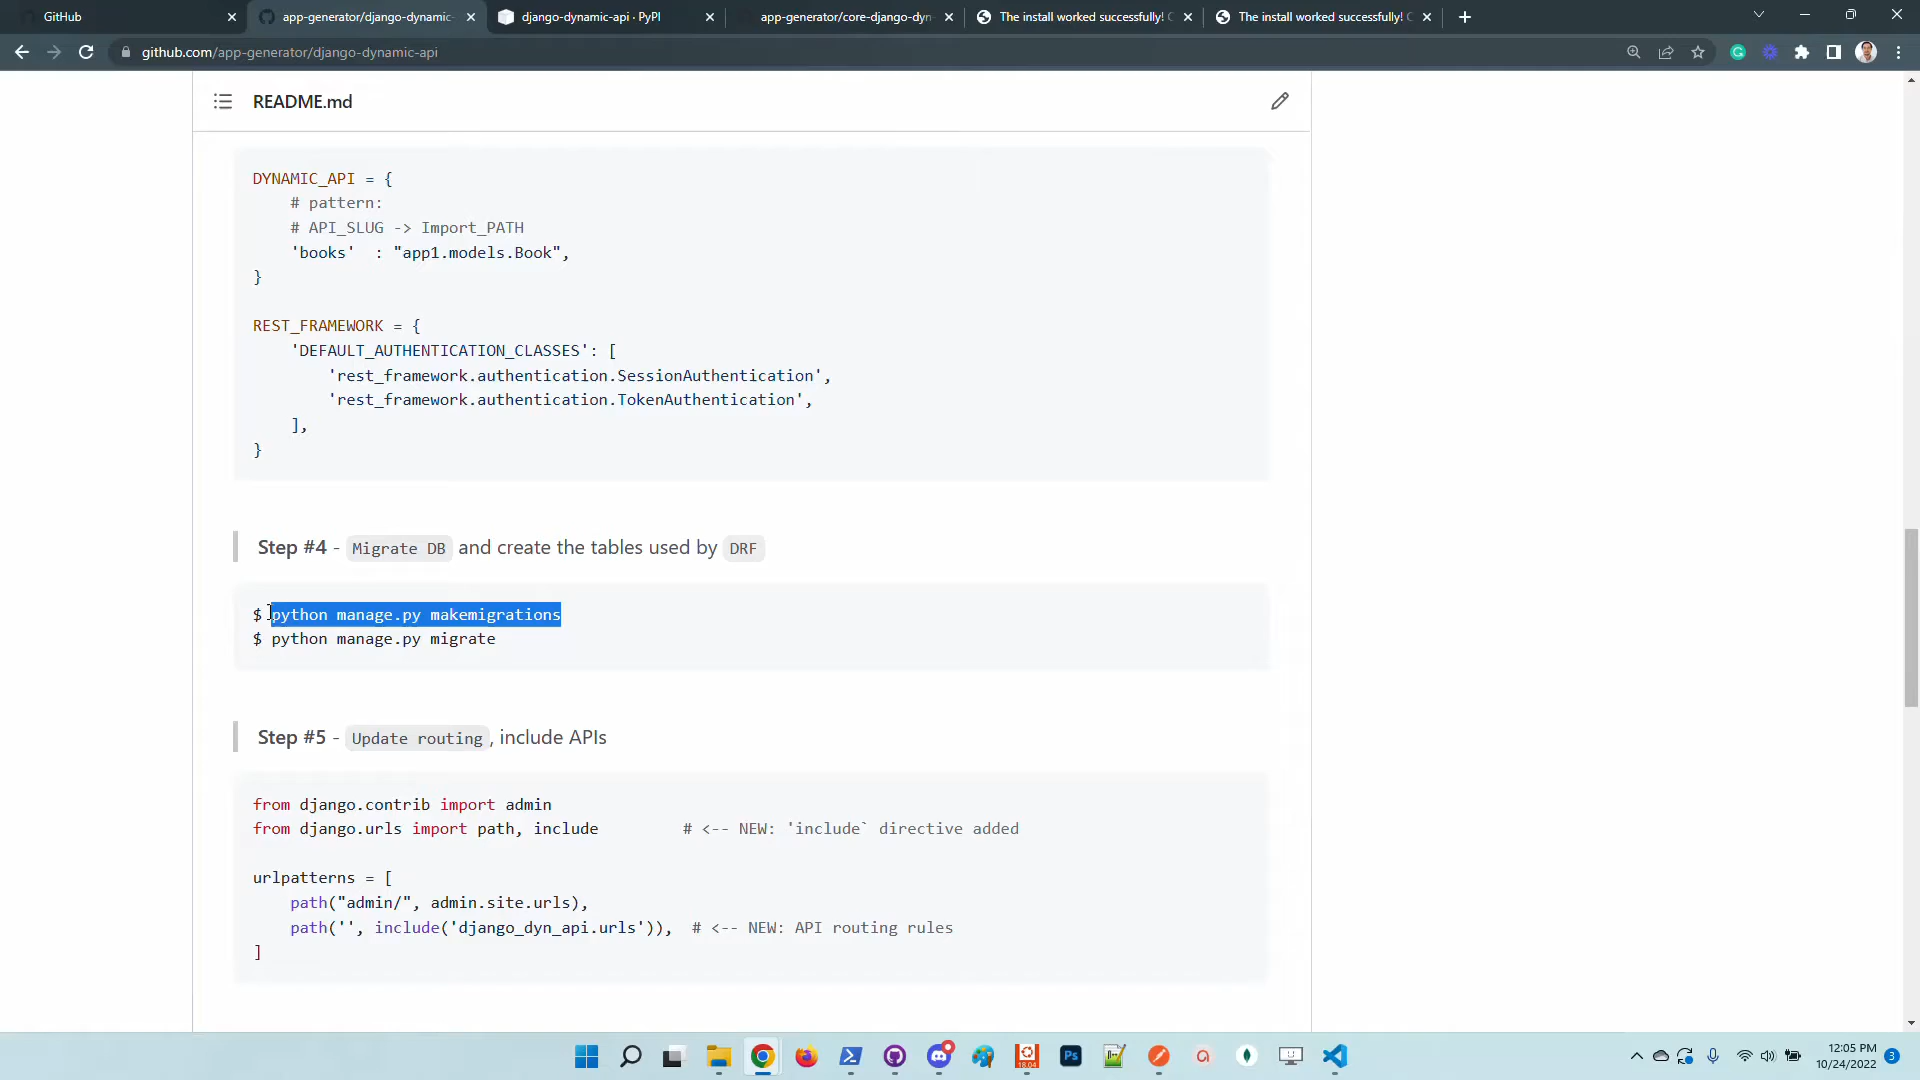 GitHub
app-generator/django-dynamic-
django-dynamic-api · PyPI
app-generator/core-django-dyn
The install worked successfully! C
The install worked successfully! C
github.com/app-generator/django-dynamic-api
README.md
DYNAMIC_API = {
# pattern:
# API_SLUG -> Import_PATH
'books'  : "app1.models.Book",
}
REST_FRAMEWORK = {
'DEFAULT_AUTHENTICATION_CLASSES': [
'rest_framework.authentication.SessionAuthentication',
'rest_framework.authentication.TokenAuthentication',
],
}
Step #4 - Migrate DB and create the tables used by DRF
$ python manage.py makemigrations
$ python manage.py migrate
Step #5 - Update routing , include APIs
from django.contrib import admin
from django.urls import path, include         # <-- NEW: 'include` directive added
urlpatterns = [
path("admin/", admin.site.urls),
path('', include('django_dyn_api.urls')),  # <-- NEW: API routing rules
]
Ps
18.04
12:05 PM
10/24/2022
3